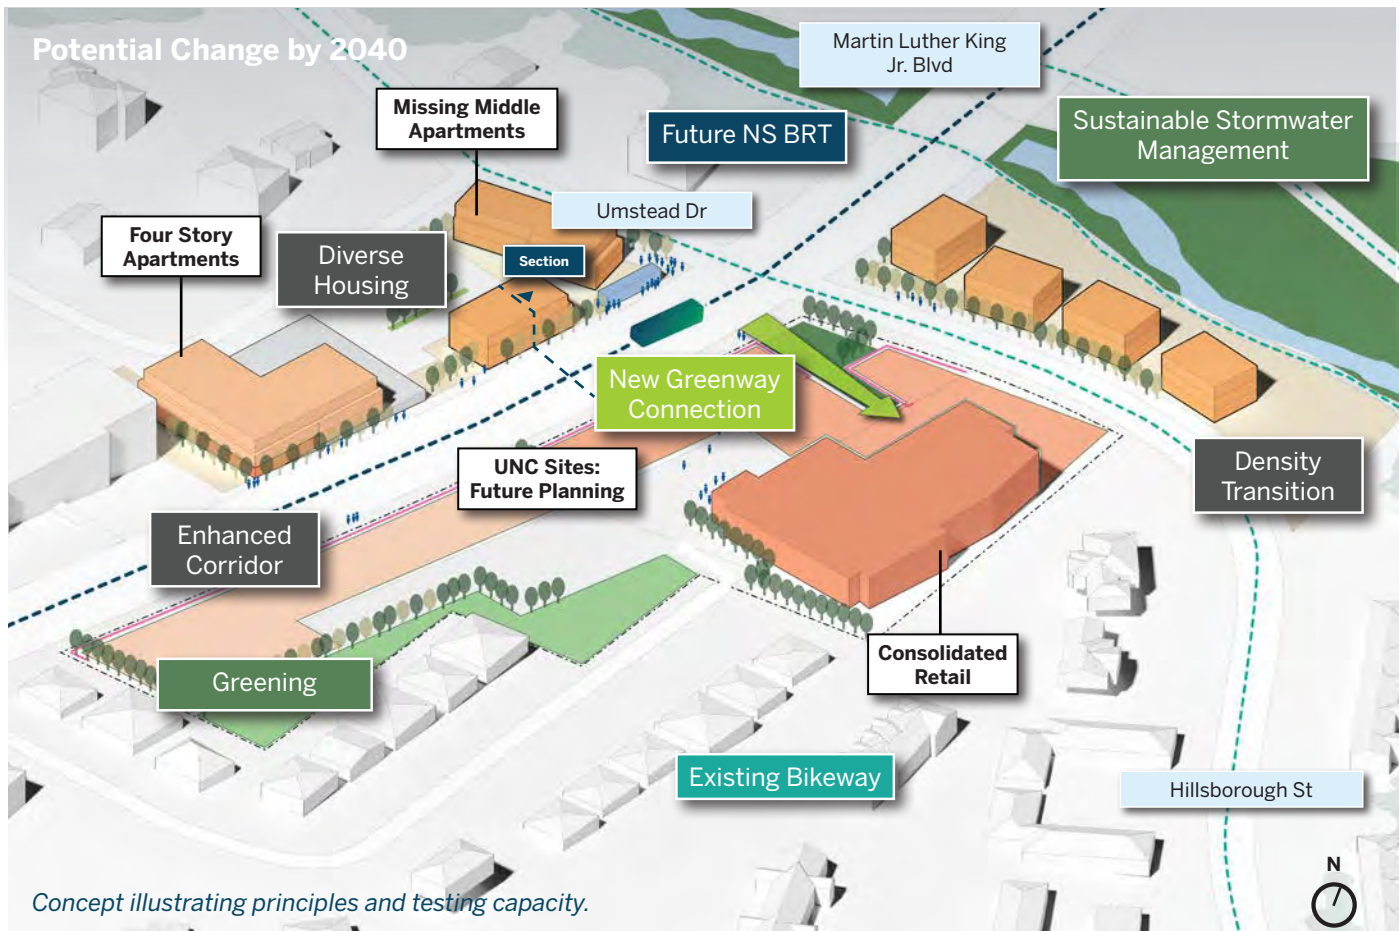 Potential Change by 2040
Martin Luther King
Jr. Blvd
Missing Middle
Apartments
Future NS BRT
Sustainable Stormwater
Management
Umstead Dr
Four Story
Apartments
Diverse
Housing
Section
New Greenway
Connection
UNC Sites:
Future Planning
Density
Transition
Enhanced
Corridor
Consolidated
Retail
Greening
Existing Bikeway
Hillsborough St
N
Concept illustrating principles and testing capacity.